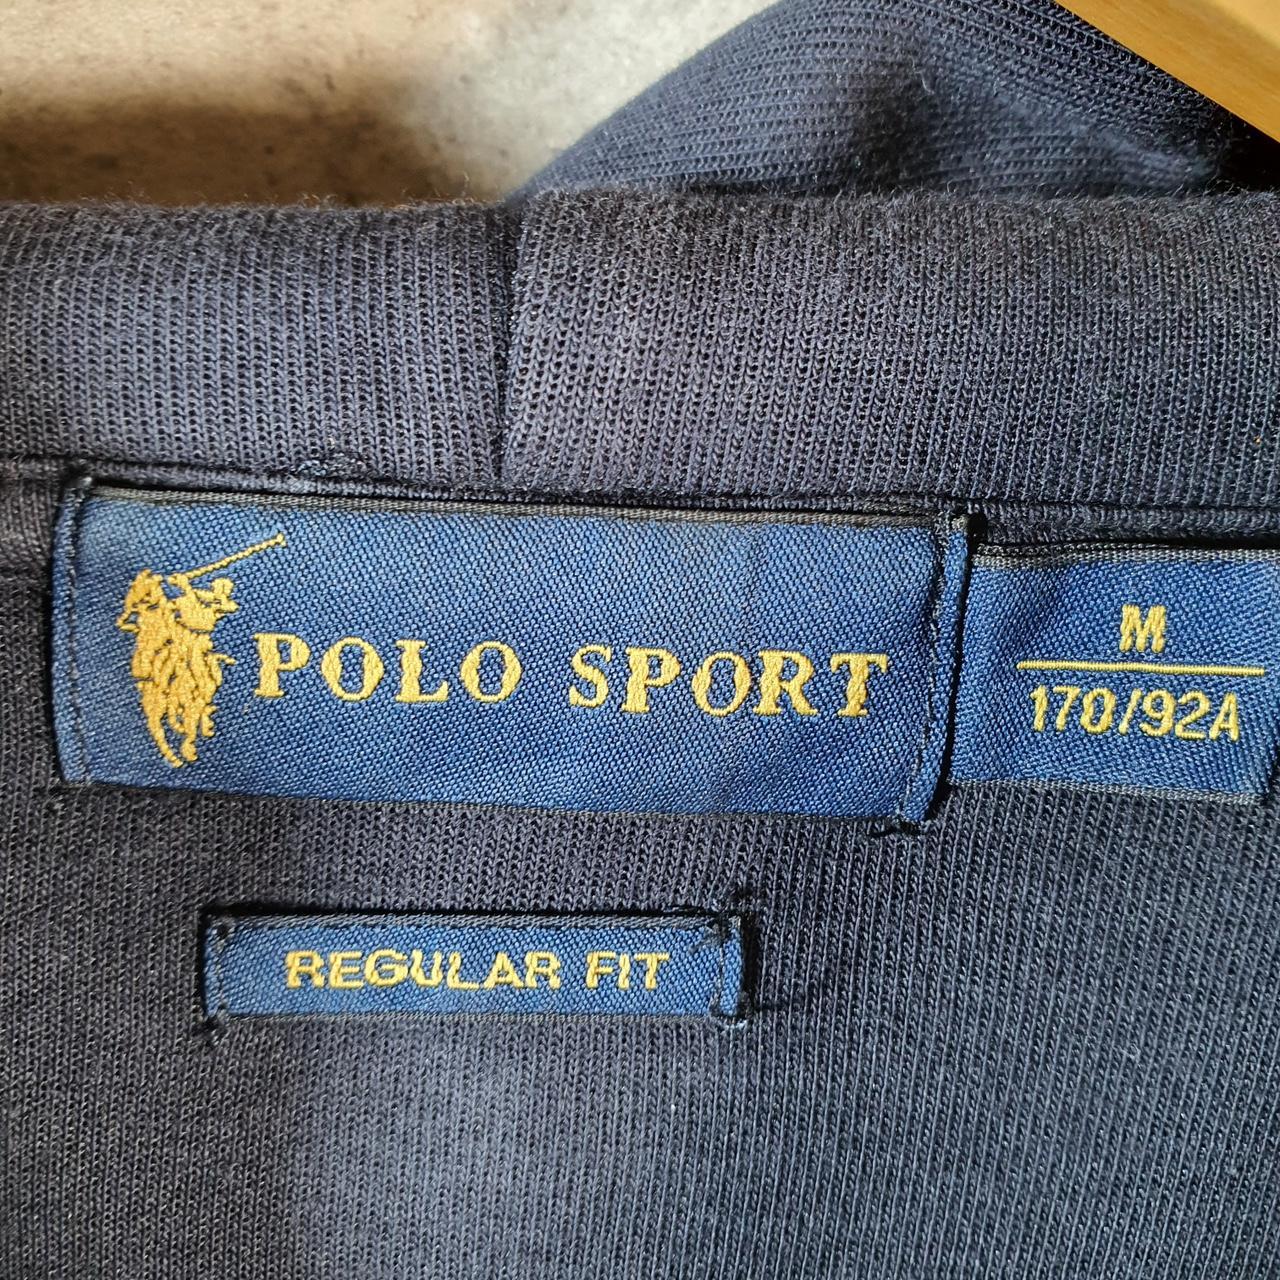 POLO SPORT
M
170/92A
REGULAR FIT